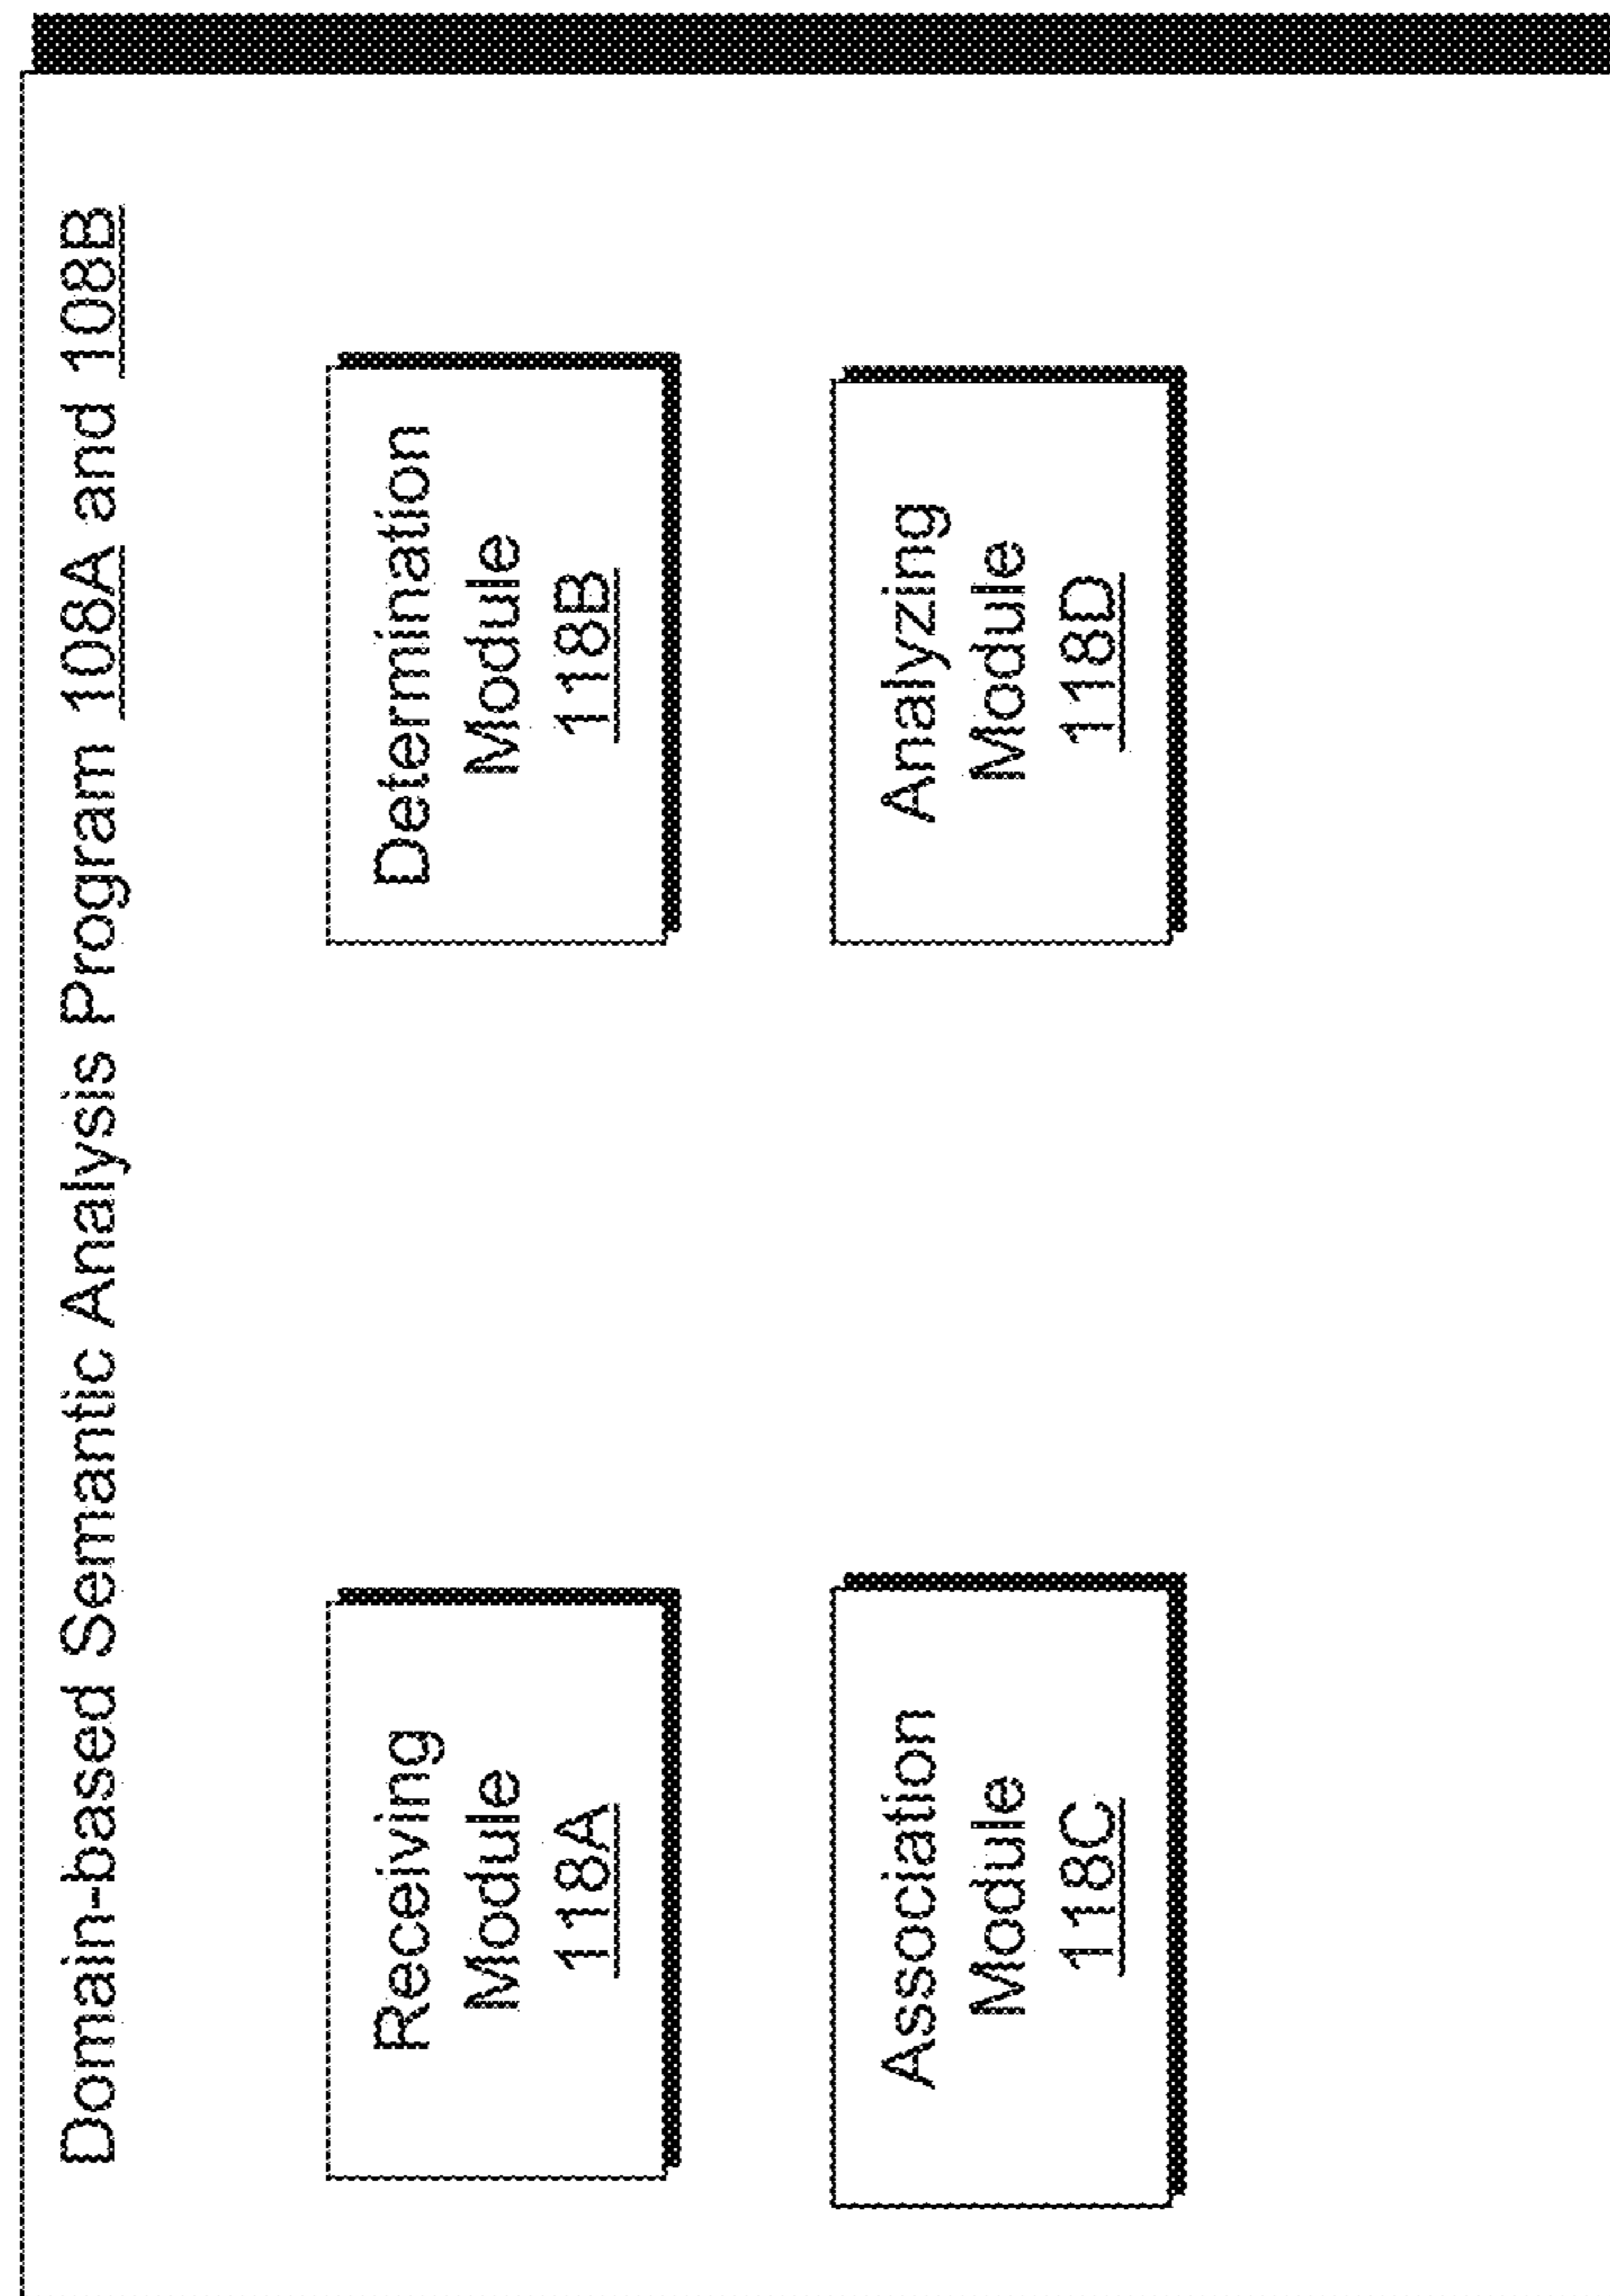 Domain-based Semantic Analysis Program 108A and 108B
Receiving
Module
118A
Determination
Module
118B
Association
Module
118C
Analyzing
Module
118D